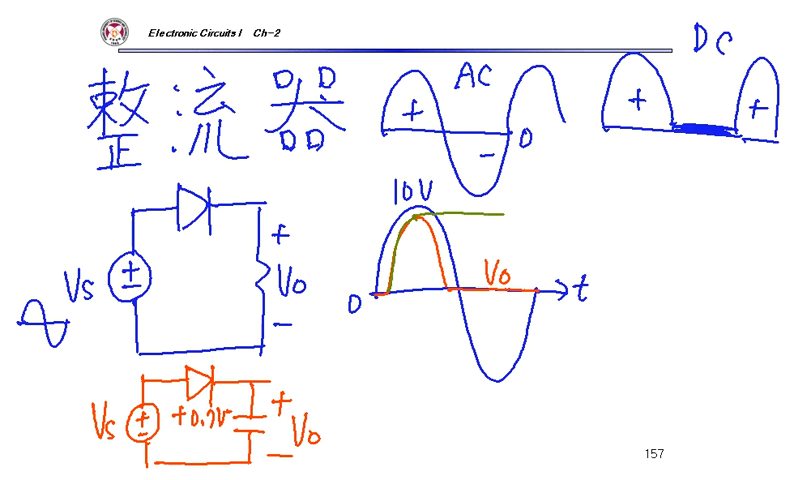 Electronic Circuits I Ch-2
整流器
AC
+
-
0
DC
+
+
10V
Vs
+
-
+
Vo
-
0
Vo
t
Vs
+
-
+0.7V-
+
Vo
-
157